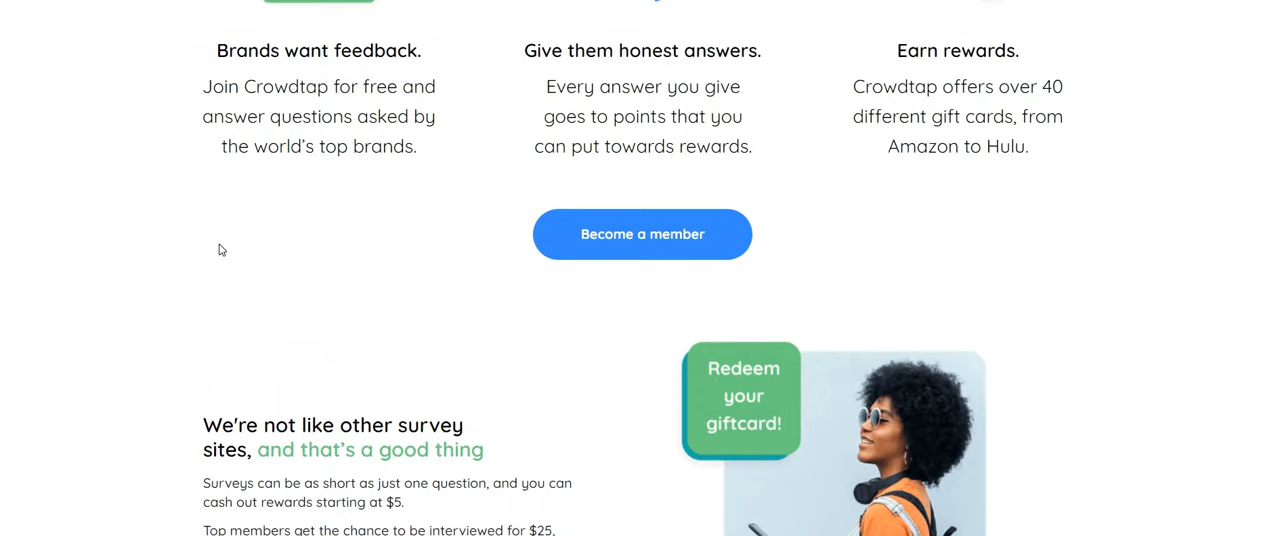 Brands want feedback.
Join Crowdtap for free and
answer questions asked by
the world's top brands.
Give them honest answers.
Every answer you give
goes to points that you
can put towards rewards.
Earn rewards.
Crowdtap offers over 40
different gift cards, from
Amazon to Hulu.
Become a member
We're not like other survey
sites, and that's a good thing
Surveys can be as short as just one question, and you can
cash out rewards starting at $5.
Top members get the chance to be interviewed for $25,
Redeem
your
giftcard!